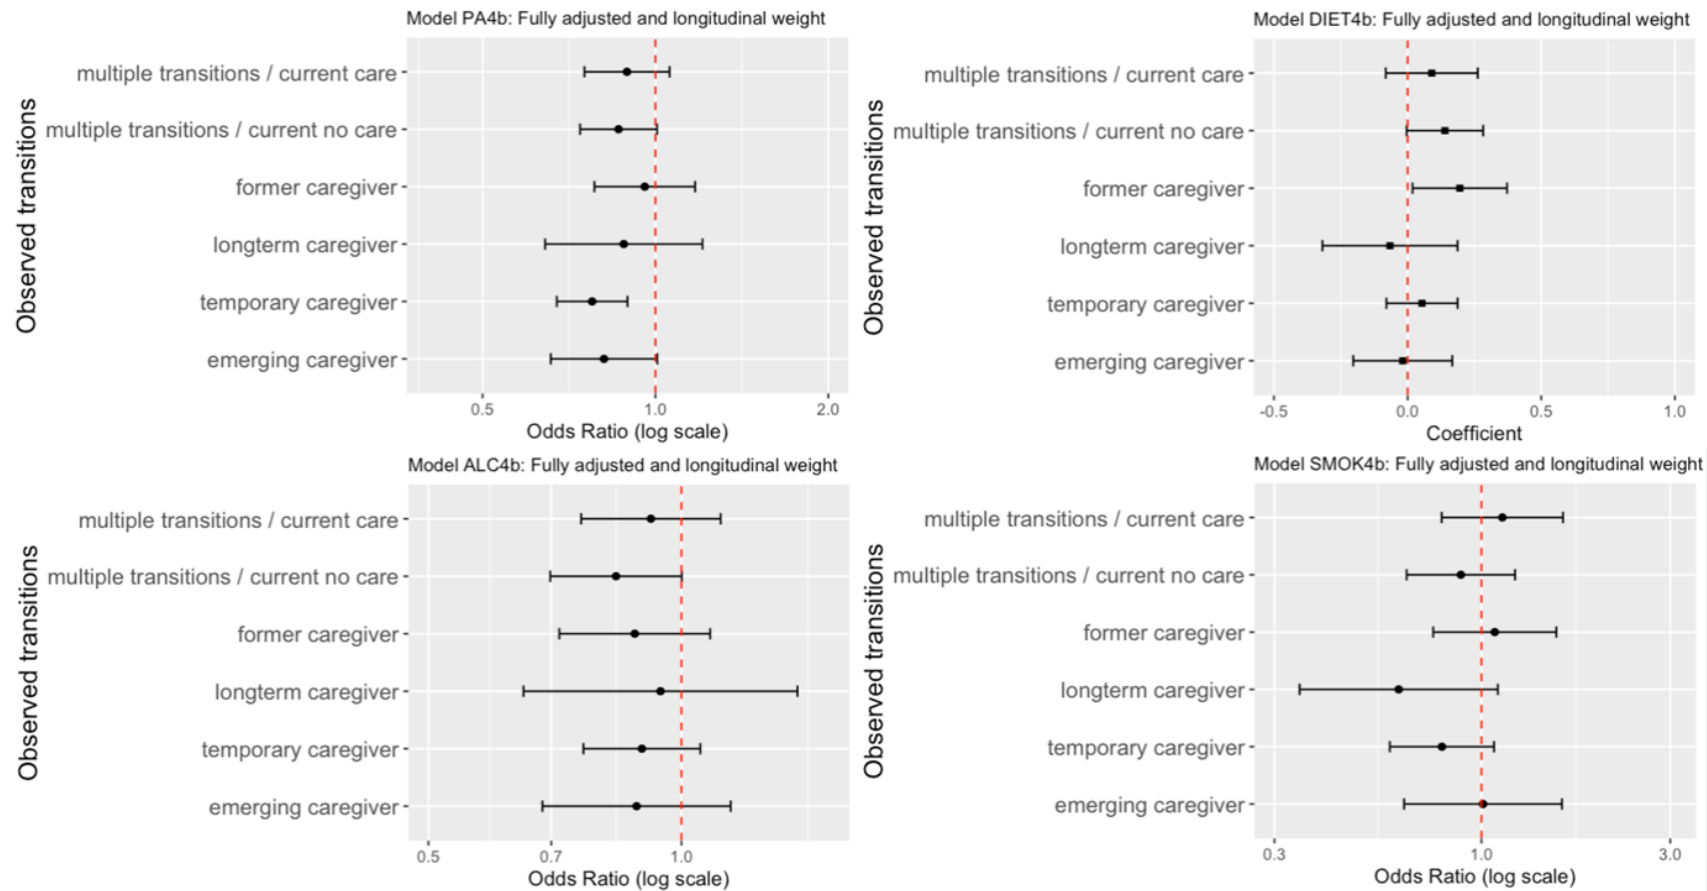 Model PA4b: Fully adjusted and longitudinal weight
Observed transitions
multiple transitions / current care
multiple transitions / current no care
former caregiver
longterm caregiver
temporary caregiver
emerging caregiver
0.5 1.0 2.0
Odds Ratio (log scale)
Model DIET4b: Fully adjusted and longitudinal weight
Observed transitions
multiple transitions / current care
multiple transitions / current no care
former caregiver
longterm caregiver
temporary caregiver
emerging caregiver
-0.5 0.0 0.5 1.0
Coefficient
Model ALC4b: Fully adjusted and longitudinal weight
Observed transitions
multiple transitions / current care
multiple transitions / current no care
former caregiver
longterm caregiver
temporary caregiver
emerging caregiver
0.5 0.7 1.0
Odds Ratio (log scale)
Model SMOK4b: Fully adjusted and longitudinal weight
Observed transitions
multiple transitions / current care
multiple transitions / current no care
former caregiver
longterm caregiver
temporary caregiver
emerging caregiver
0.3 1.0 3.0
Odds Ratio (log scale)